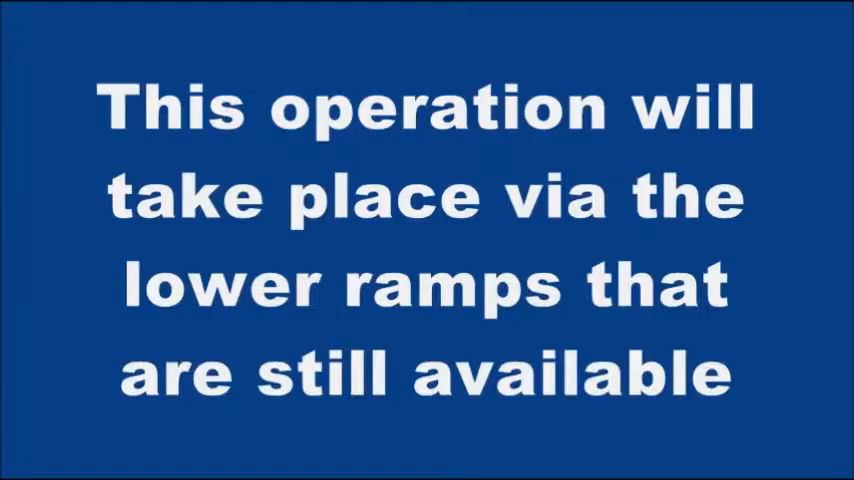 This operation will
take place via the
lower ramps that
are still available